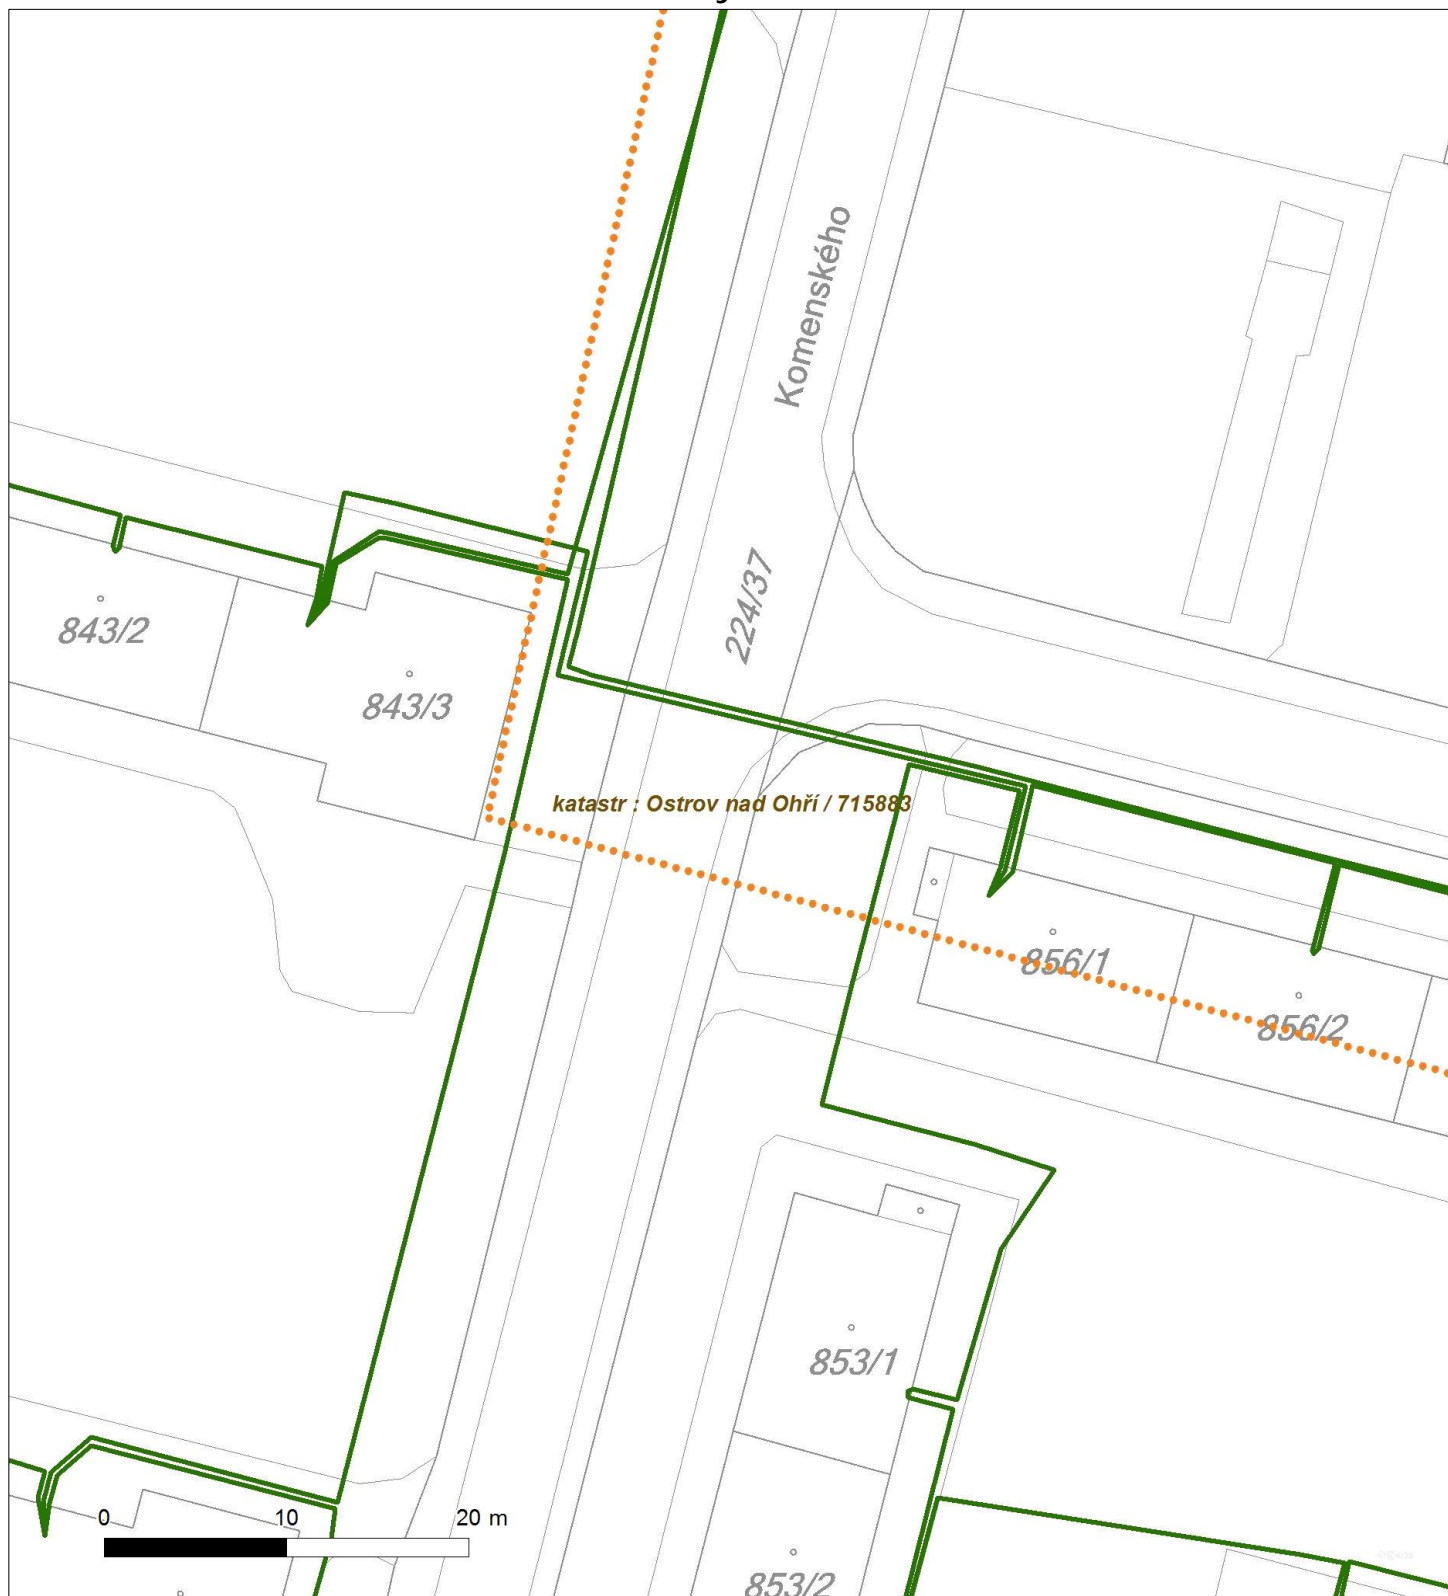 Komenského
224/37
843/2
843/3
katastr : Ostrov nad Ohří / 715883
856/1
856/2
853/1
0 10 20 m
853/2